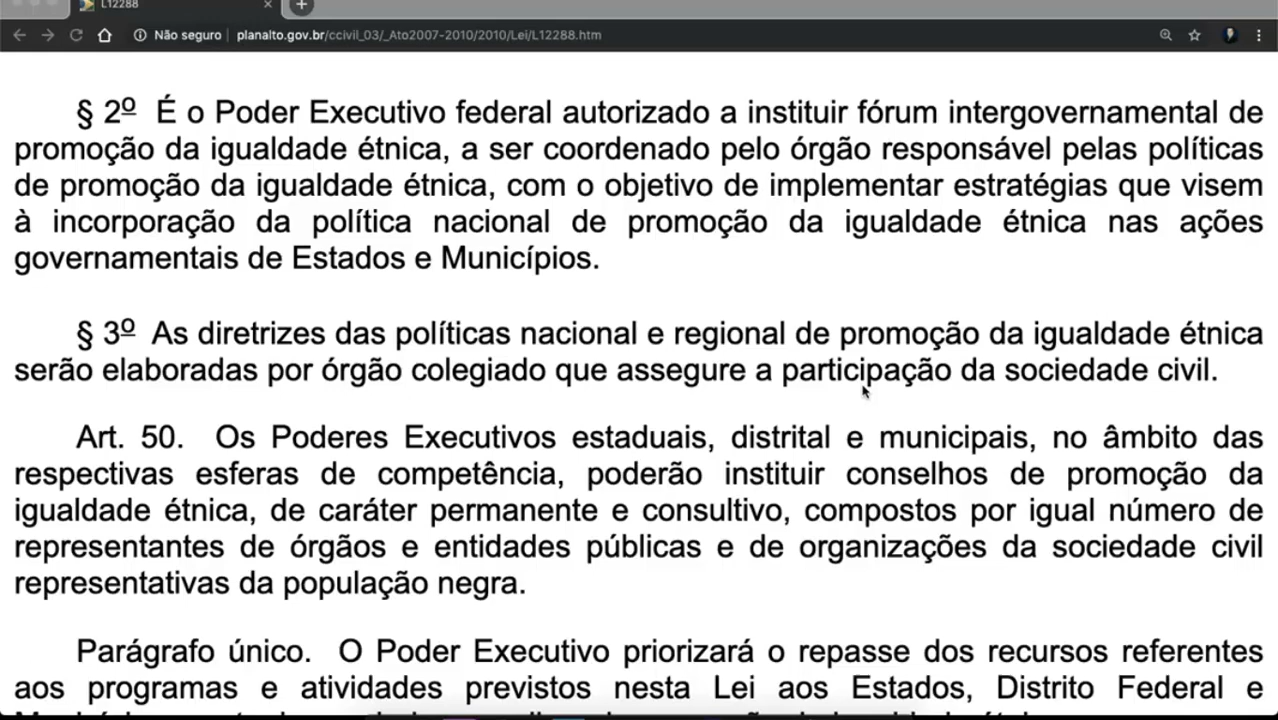 L12288
Não seguro planalto.gov.br/ccivil_03/_Ato2007-2010/2010/Lei/L12288.htm
§ 2º É o Poder Executivo federal autorizado a instituir fórum intergovernamental de
promoção da igualdade étnica, a ser coordenado pelo órgão responsável pelas políticas
de promoção da igualdade étnica, com o objetivo de implementar estratégias que visem
à incorporação da política nacional de promoção da igualdade étnica nas ações
governamentais de Estados e Municípios.
§ 3º As diretrizes das políticas nacional e regional de promoção da igualdade étnica
serão elaboradas por órgão colegiado que assegure a participação da sociedade civil.
Art. 50. Os Poderes Executivos estaduais, distrital e municipais, no âmbito das
respectivas esferas de competência, poderão instituir conselhos de promoção da
igualdade étnica, de caráter permanente e consultivo, compostos por igual número de
representantes de órgãos e entidades públicas e de organizações da sociedade civil
representativas da população negra.
Parágrafo único. O Poder Executivo priorizará o repasse dos recursos referentes
aos programas e atividades previstos nesta Lei aos Estados, Distrito Federal e